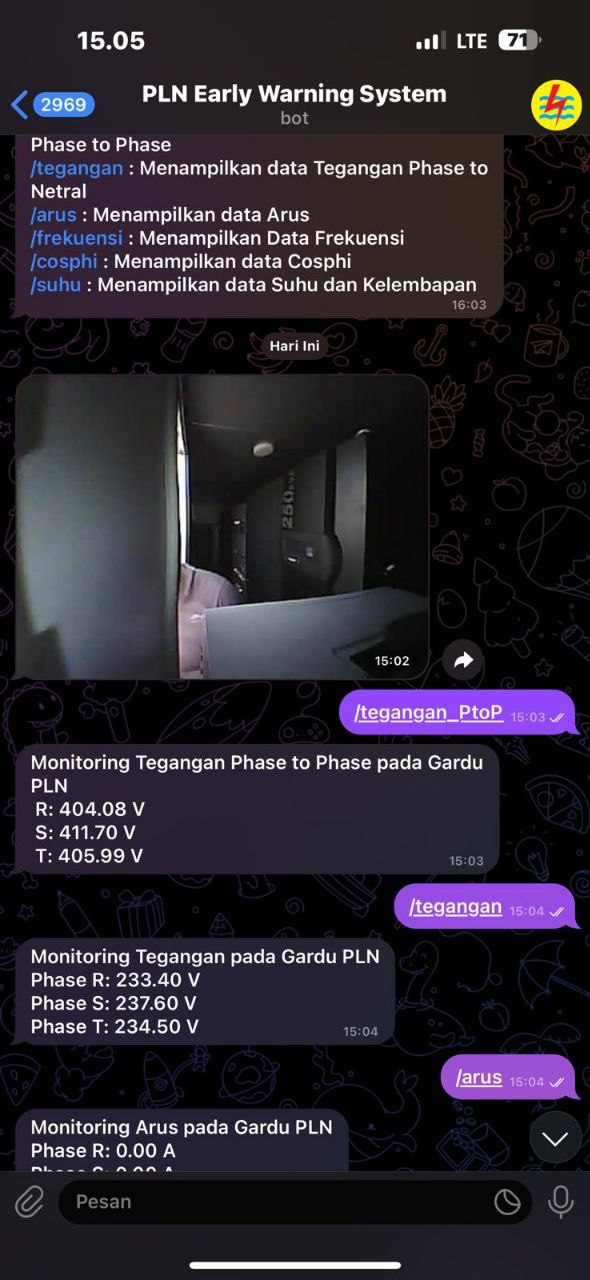 15.05
LTE
71
2969
PLN Early Warning System
bot
Phase to Phase
/tegangan : Menampilkan data Tegangan Phase to
Netral
/arus : Menampilkan data Arus
/frekuensi : Menampilkan Data Frekuensi
/cosphi : Menampilkan data Cosphi
/suhu : Menampilkan data Suhu dan Kelembapan
16:03
Hari Ini
250
15:02
/tegangan_PtoP 15:03
Monitoring Tegangan Phase to Phase pada Gardu
PLN
R: 404.08 V
S: 411.70 V
T: 405.99 V
15:03
/tegangan 15:04
Monitoring Tegangan pada Gardu PLN
Phase R: 233.40 V
Phase S: 237.60 V
Phase T: 234.50 V
15:04
/arus 15:04
Monitoring Arus pada Gardu PLN
Phase R: 0.00 A
Phase S: 0.00 A
Pesan